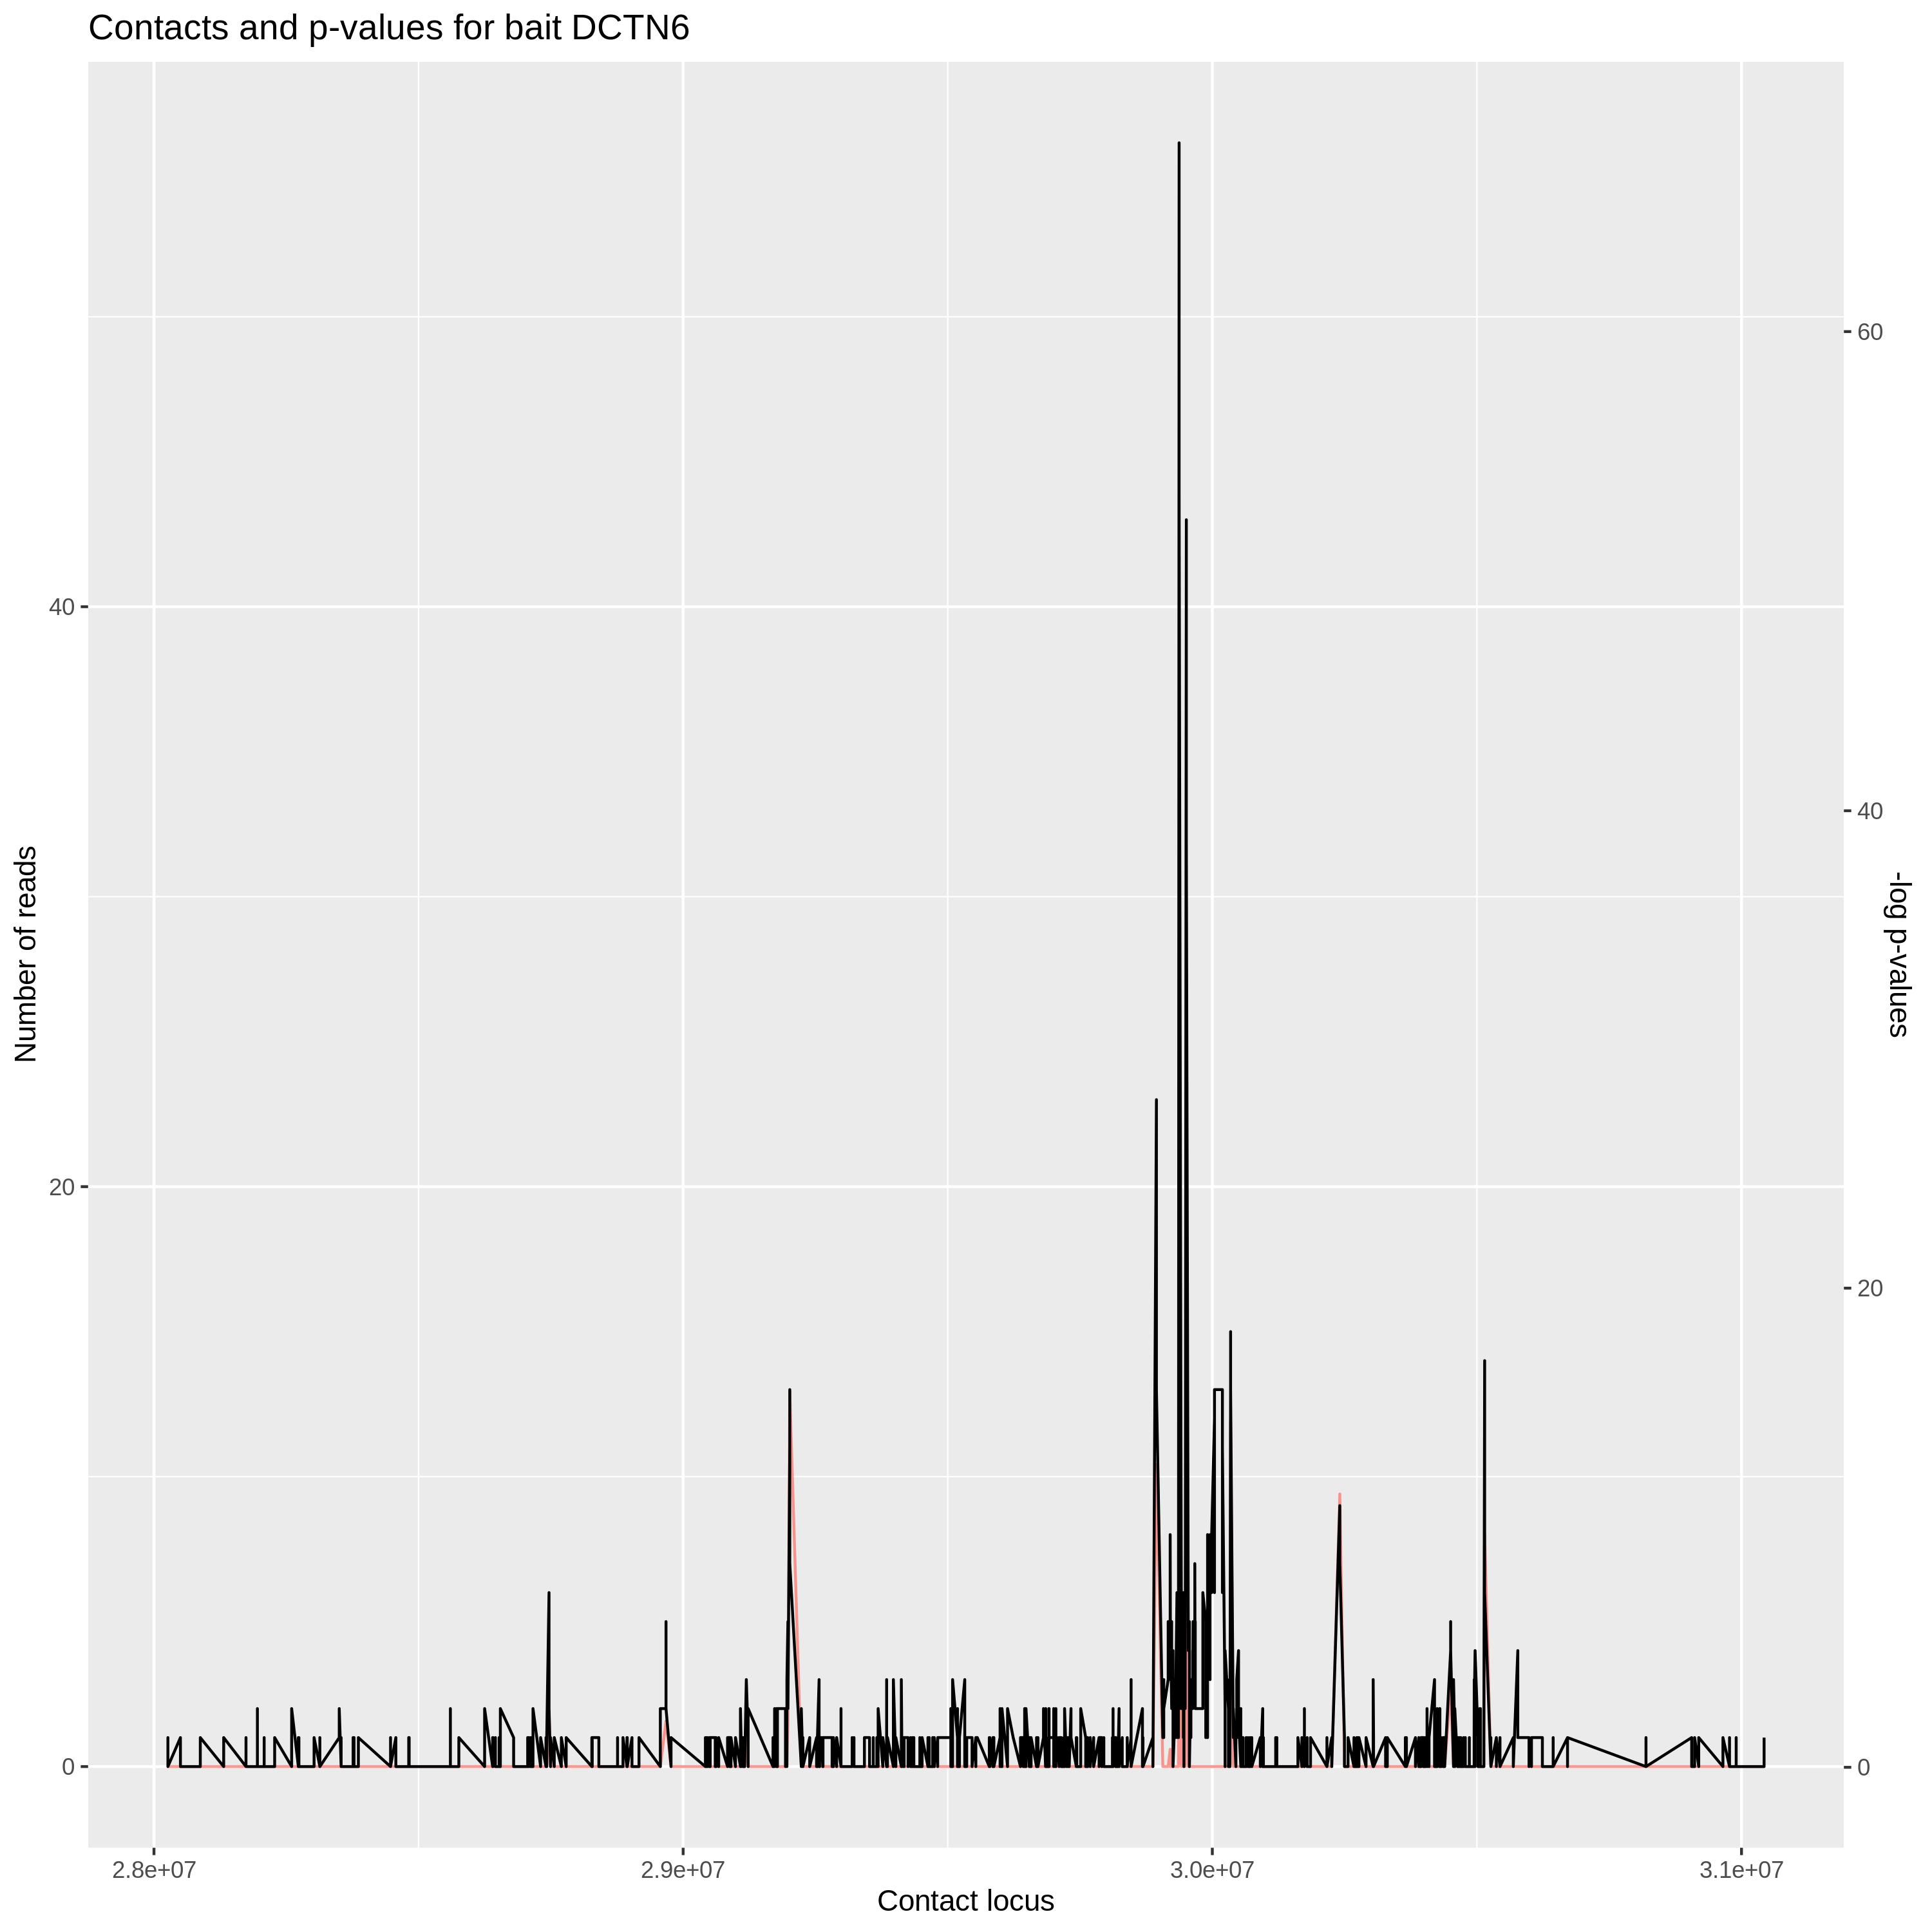 Contacts and p-values for bait DCTN6
Number of reads
40
20
0
60
40
20
0
-log p-values
2.8e+07
2.9e+07
3.0e+07
3.1e+07
Contact locus